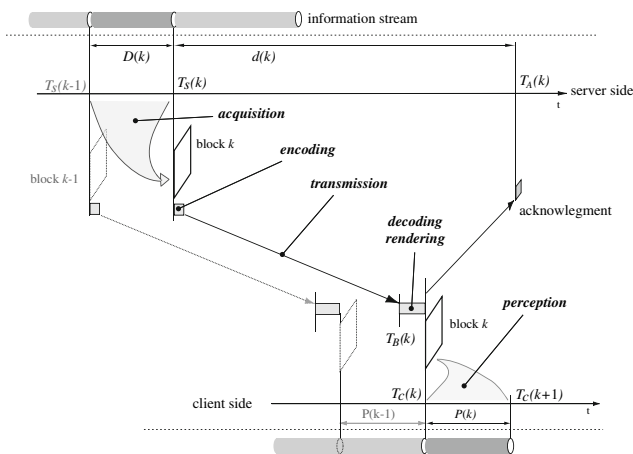 information stream
D(k)
d(k)
T_S(k-1)
T_S(k)
T_A(k)
server side
t
acquisition
block k
encoding
block k-1
transmission
acknowlegment
decoding
rendering
perception
block k
T_B(k)
T_C(k)
T_C(k+1)
client side
t
P(k-1)
P(k)